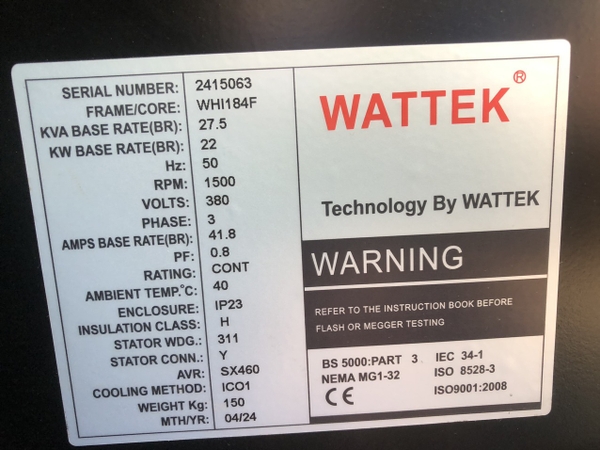 SERIAL NUMBER: 2415063
FRAME/CORE: WHI184F
KVA BASE RATE(BR): 27.5
KW BASE RATE(BR): 22
Hz: 50
RPM: 1500
VOLTS: 380
PHASE: 3
AMPS BASE RATE(BR): 41.8
PF: 0.8
RATING: CONT
AMBIENT TEMP.°C: 40
ENCLOSURE: IP23
INSULATION CLASS: H
STATOR WDG.: 311
STATOR CONN.: Y
AVR: SX460
COOLING METHOD: ICO1
WEIGHT Kg: 150
MTH/YR: 04/24
WATTEK®
Technology By WATTEK
WARNING
REFER TO THE INSTRUCTION BOOK BEFORE
FLASH OR MEGGER TESTING
BS 5000:PART 3 IEC 34-1
NEMA MG1-32 ISO 8528-3
CE ISO9001:2008